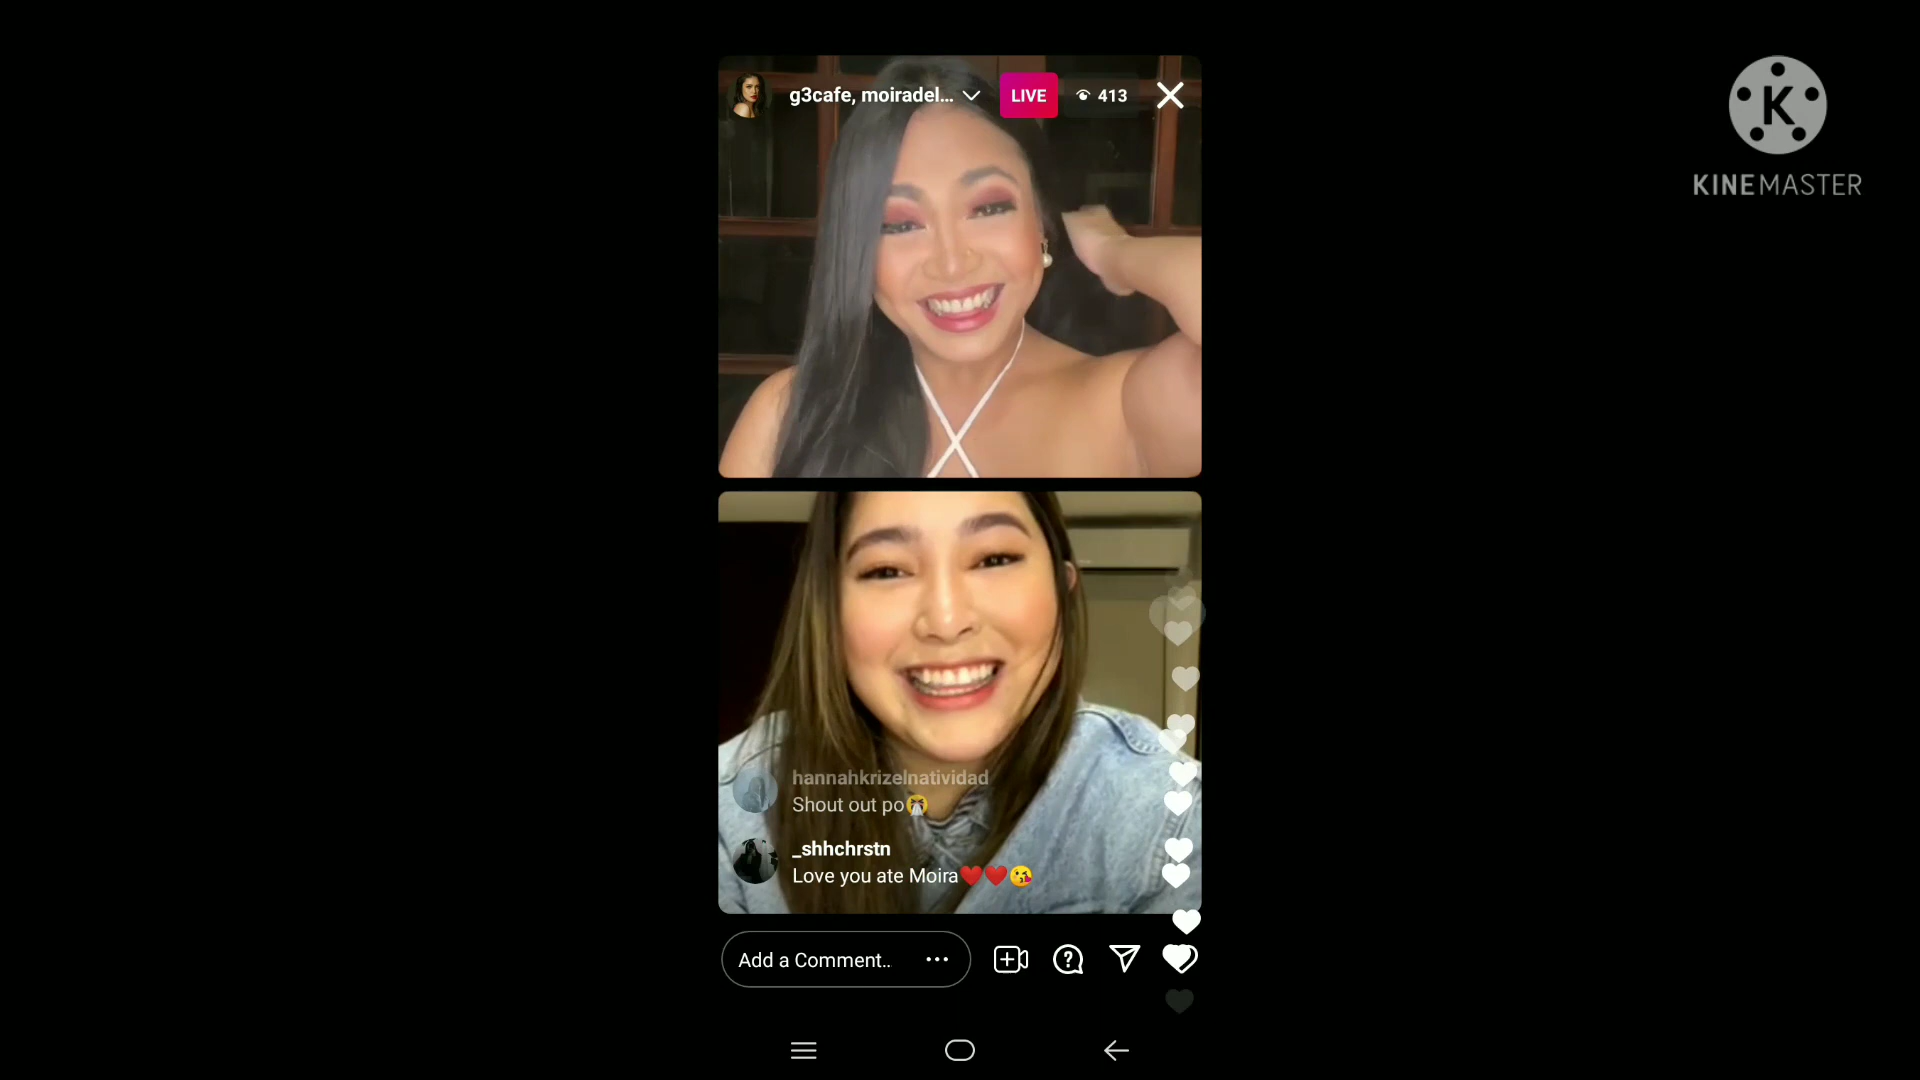 g3cafe, moiradel...
LIVE
413
K
KINEMASTER
hannahkrizelnatividad
Shout out po
_shhchrstn
Love you ate Moira❤️❤️😘
Add a Comment..